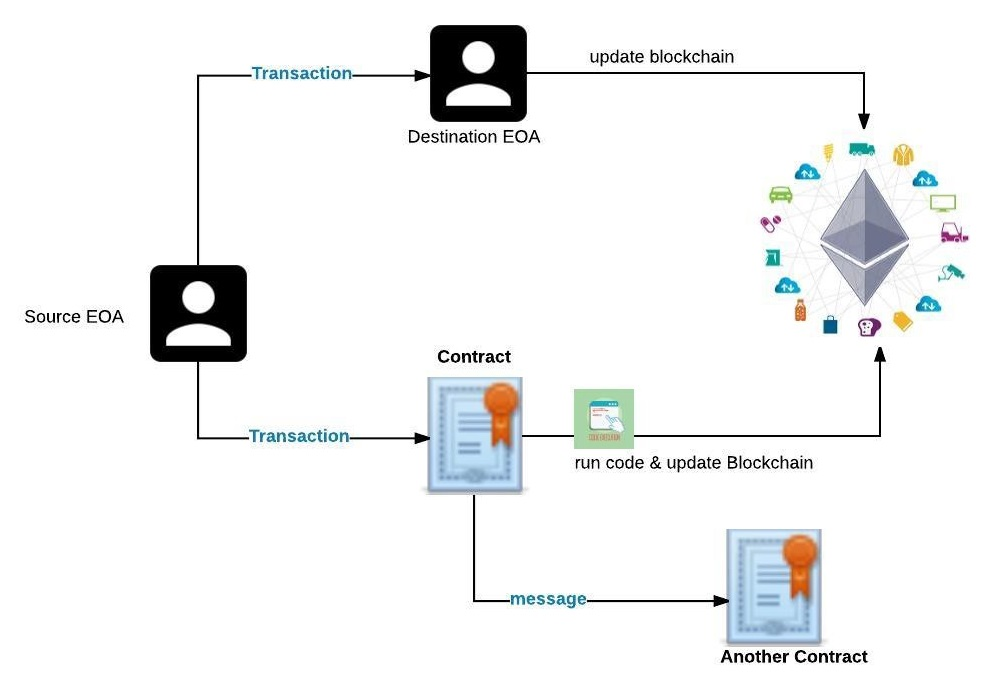 Transaction
update blockchain
Destination EOA
Source EOA
Contract
Transaction
run code & update Blockchain
message
Another Contract